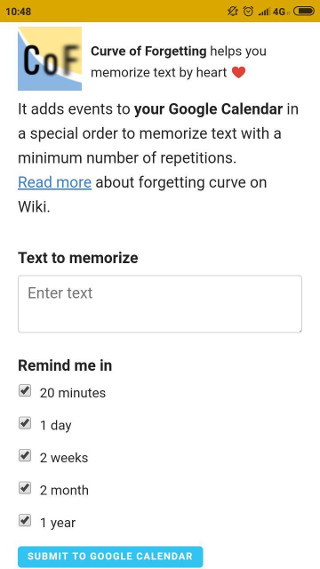 10:48
4G
CoF
Curve of Forgetting helps you
memorize text by heart ❤️
It adds events to your Google Calendar in
a special order to memorize text with a
minimum number of repetitions.
Read more about forgetting curve on
Wiki.
Text to memorize
Enter text
Remind me in
20 minutes
1 day
2 weeks
2 month
1 year
SUBMIT TO GOOGLE CALENDAR